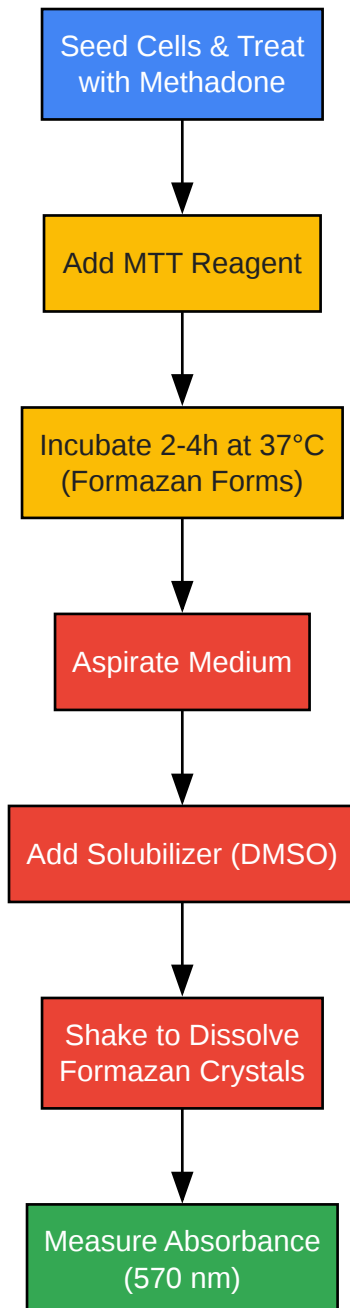 Seed Cells & Treat
with Methadone
Add MTT Reagent
Incubate 2-4h at 37°C
(Formazan Forms)
Aspirate Medium
Add Solubilizer (DMSO)
Shake to Dissolve
Formazan Crystals
Measure Absorbance
(570 nm)